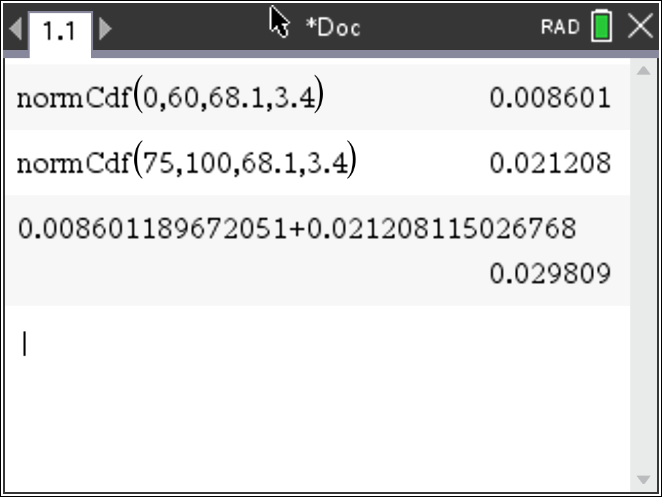 1.1 *Doc RAD
normCdf(0,60,68.1,3.4) 0.008601
normCdf(75,100,68.1,3.4) 0.021208
0.008601189672051+0.021208115026768
0.029809